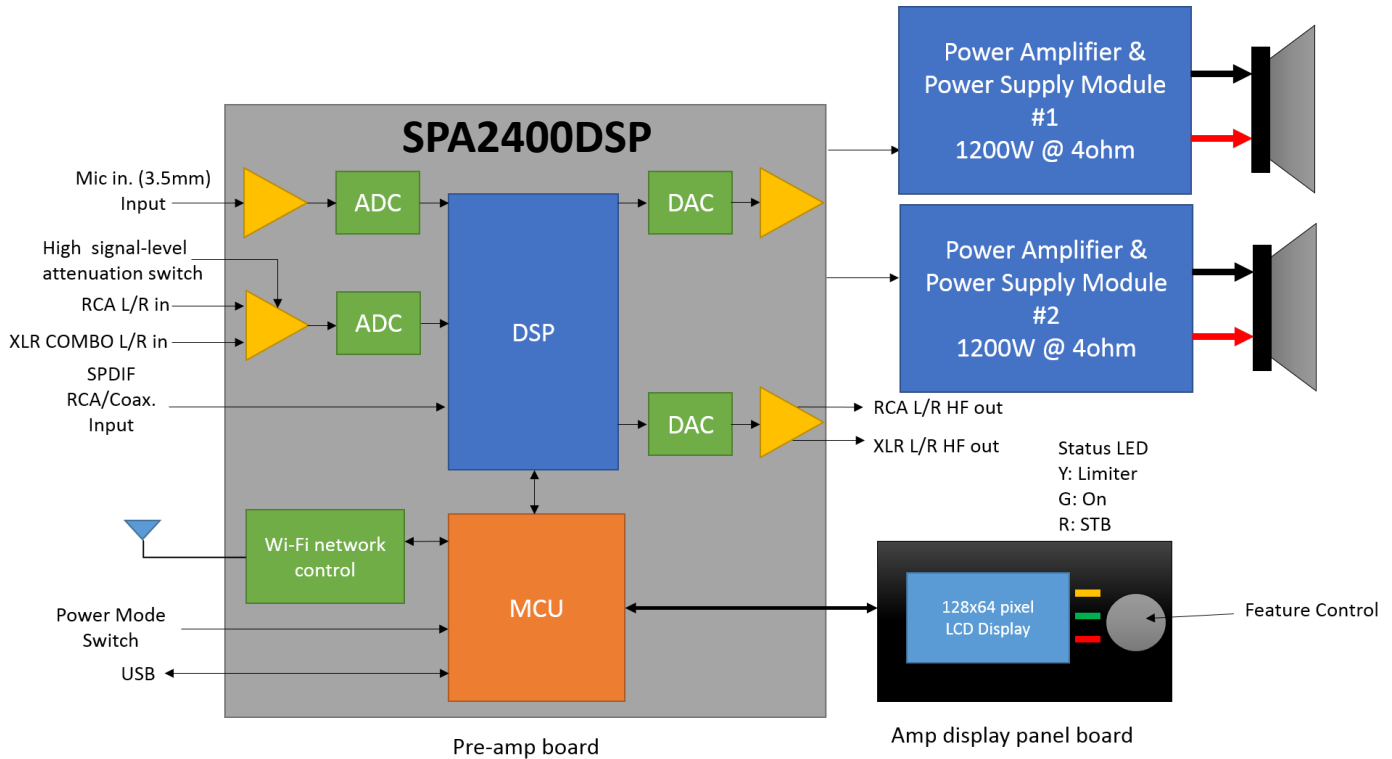 Power Amplifier &
Power Supply Module
#1
1200W @ 4ohm
SPA2400DSP
Mic in. (3.5mm)
Input
ADC
DAC
High signal-level
attenuation switch
RCA L/R in
XLR COMBO L/R in
ADC
DSP
Power Amplifier &
Power Supply Module
#2
1200W @ 4ohm
SPDIF
RCA/Coax.
Input
DAC
RCA L/R HF out
XLR L/R HF out
Status LED
Y: Limiter
G: On
R: STB
Wi-Fi network
control
MCU
128x64 pixel
LCD Display
Feature Control
Power Mode
Switch
USB
Pre-amp board
Amp display panel board